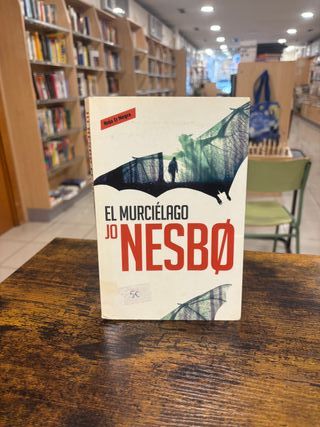 Roja & Negra
EL MURCIÉLAGO
JO
NESBØ
5€